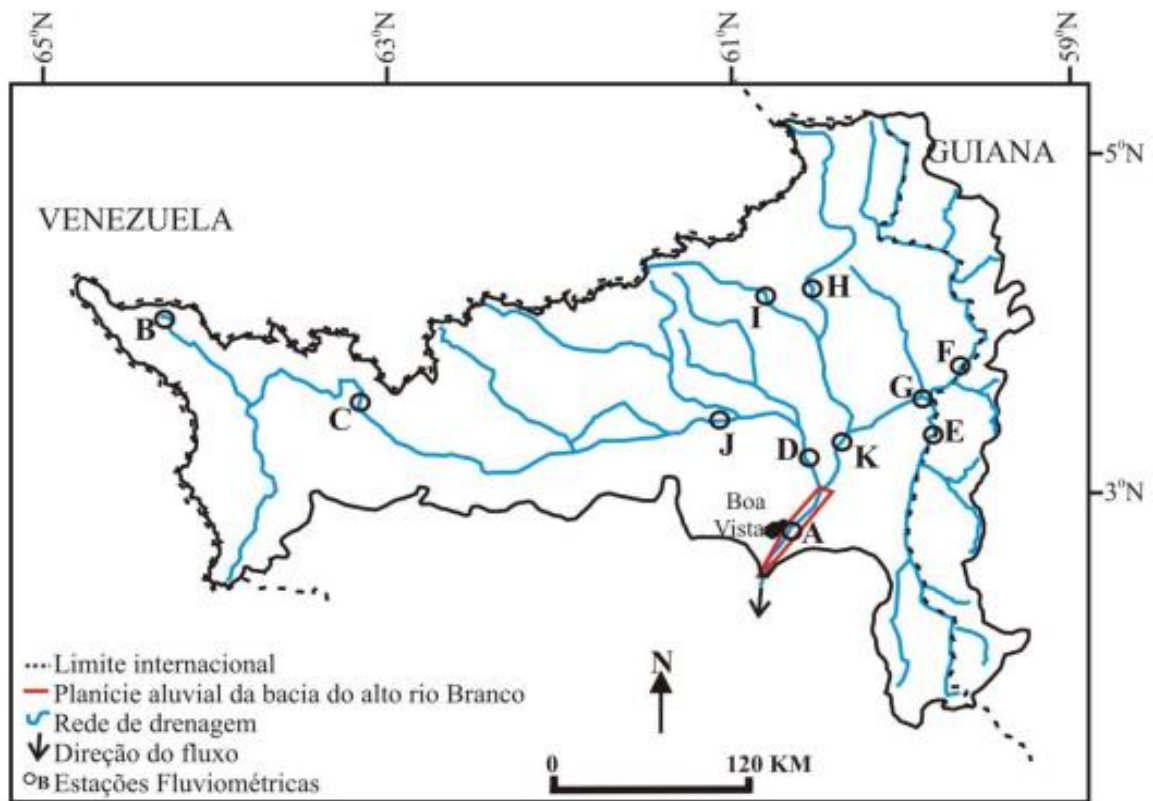 65°N
63°N
61°N
59°N
GUIANA
5°N
VENEZUELA
B
I
H
F
G
C
J
D
K
E
3°N
Boa
Vista
A
Limite internacional
Planície aluvial da bacia do alto rio Branco
Rede de drenagem
Direção do fluxo
B Estações Fluviométricas
N
0
120 KM